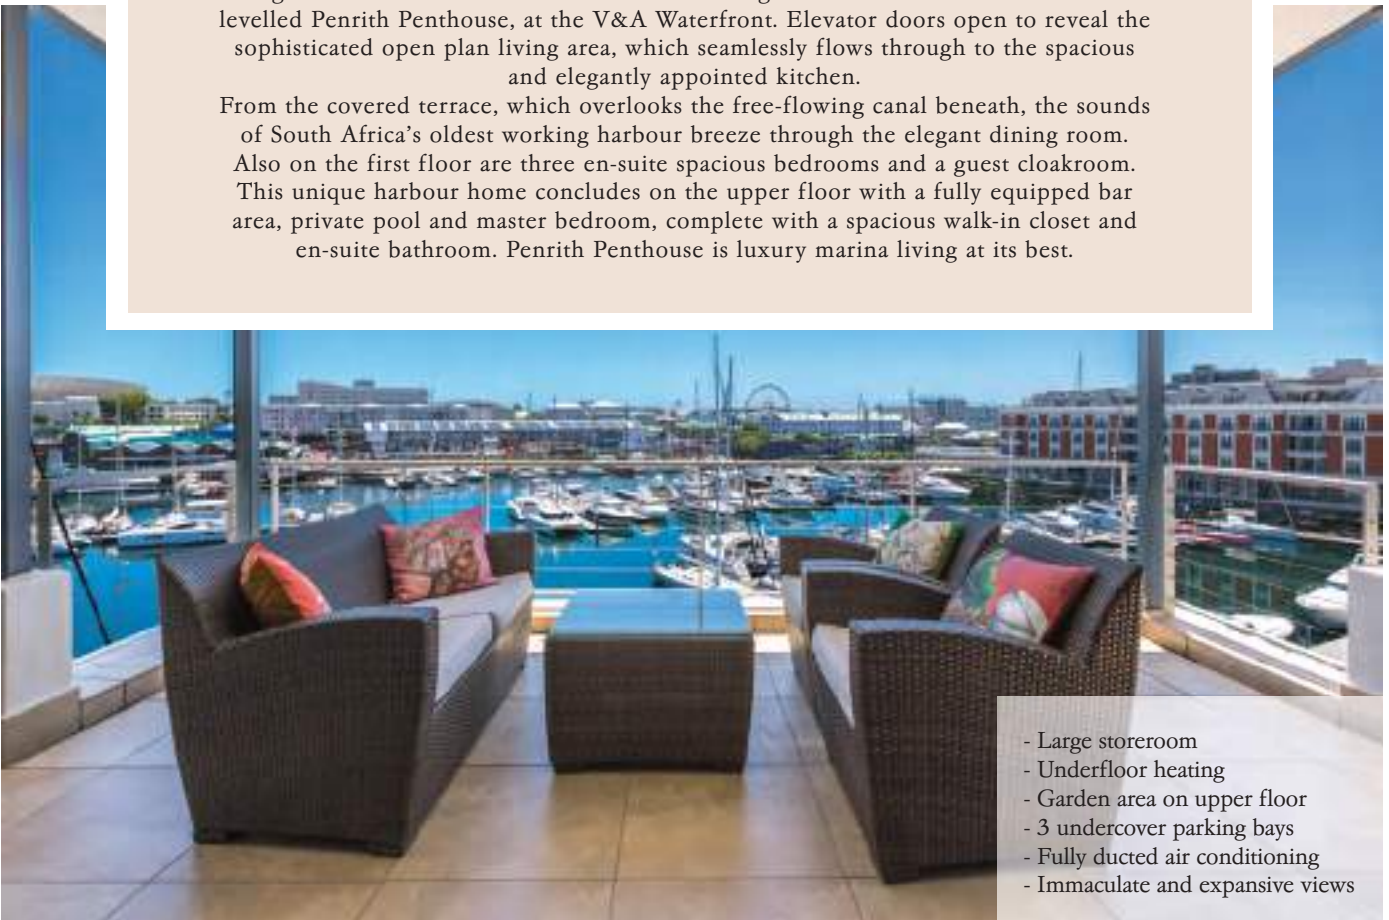 levelled Penrith Penthouse, at the V&A Waterfront. Elevator doors open to reveal the
sophisticated open plan living area, which seamlessly flows through to the spacious
and elegantly appointed kitchen.
From the covered terrace, which overlooks the free-flowing canal beneath, the sounds
of South Africa’s oldest working harbour breeze through the elegant dining room.
Also on the first floor are three en-suite spacious bedrooms and a guest cloakroom.
This unique harbour home concludes on the upper floor with a fully equipped bar
area, private pool and master bedroom, complete with a spacious walk-in closet and
en-suite bathroom. Penrith Penthouse is luxury marina living at its best.
- Large storeroom
- Underfloor heating
- Garden area on upper floor
- 3 undercover parking bays
- Fully ducted air conditioning
- Immaculate and expansive views